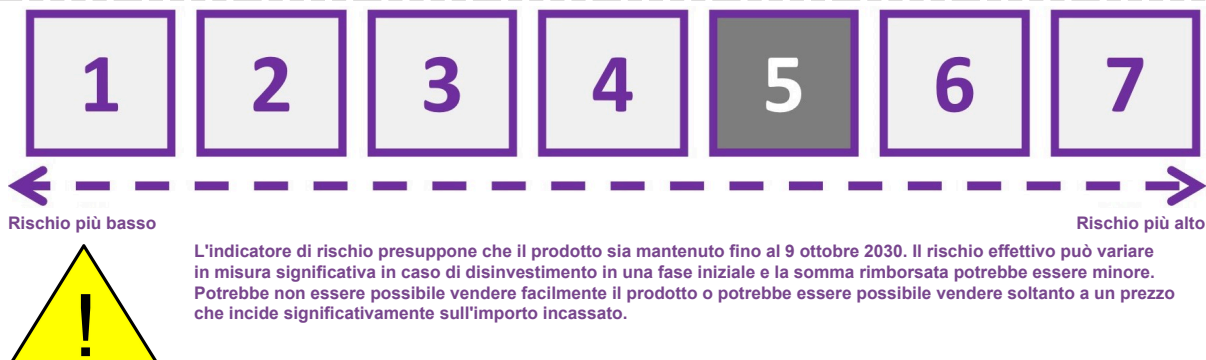 1 2 3 4 5 6 7
Rischio più basso Rischio più alto
L'indicatore di rischio presuppone che il prodotto sia mantenuto fino al 9 ottobre 2030. Il rischio effettivo può variare
in misura significativa in caso di disinvestimento in una fase iniziale e la somma rimborsata potrebbe essere minore.
Potrebbe non essere possibile vendere facilmente il prodotto o potrebbe essere possibile vendere soltanto a un prezzo
che incide significativamente sull'importo incassato.
!